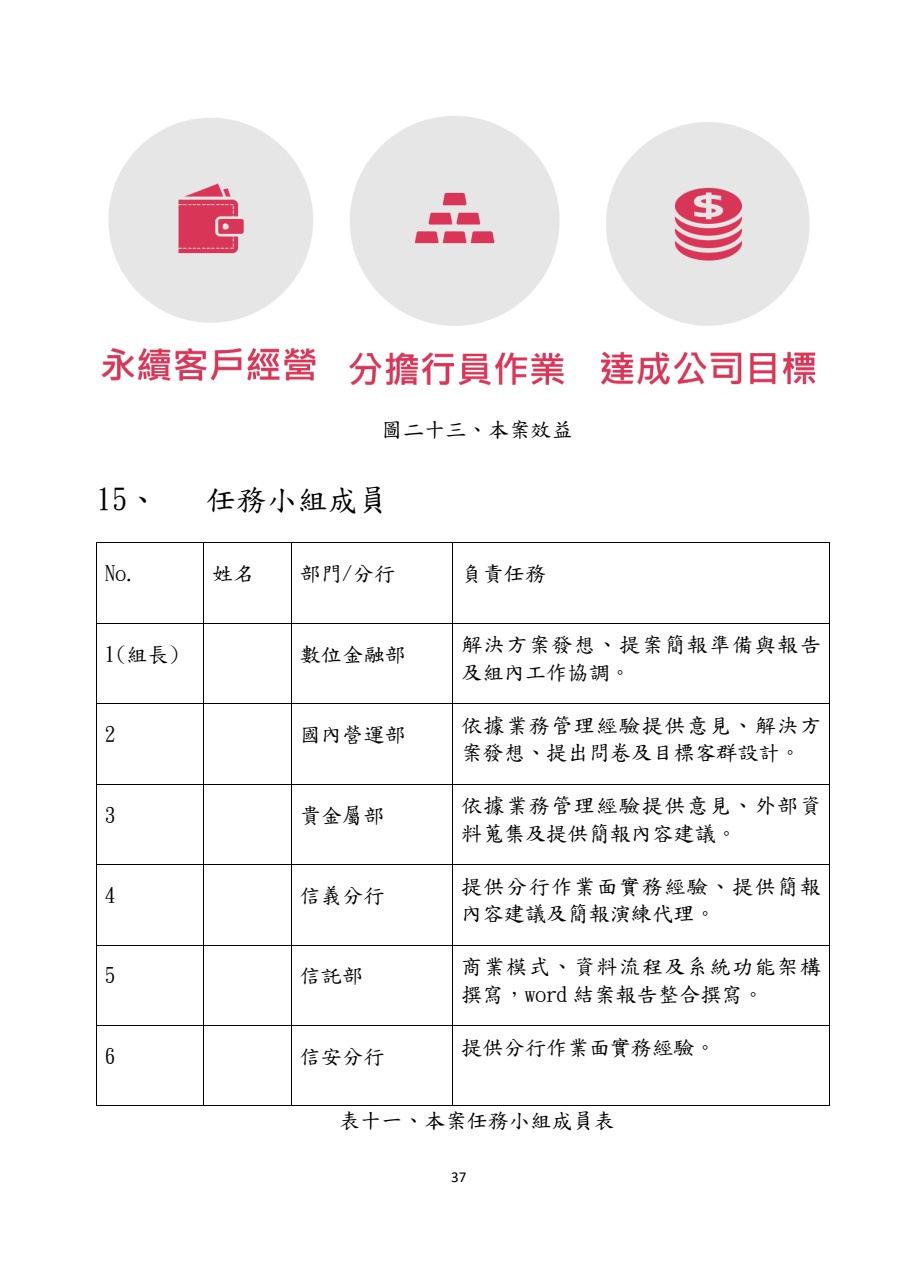 永續客戶經營 分擔行員作業 達成公司目標
圖二十三、本案效益
15、 任務小組成員
No. 姓名 部門/分行 負責任務
1(組長) 數位金融部 解決方案發想、提案簡報準備與報告
及組內工作協調。
2 國內營運部 依據業務管理經驗提供意見、解決方
案發想、提出問卷及目標客群設計。
3 貴金屬部 依據業務管理經驗提供意見、外部資
料蒐集及提供簡報內容建議。
4 信義分行 提供分行作業面實務經驗、提供簡報
內容建議及簡報演練代理。
5 信託部 商業模式、資料流程及系統功能架構
撰寫，word 結案報告整合撰寫。
6 信安分行 提供分行作業面實務經驗。
表十一、本案任務小組成員表
37